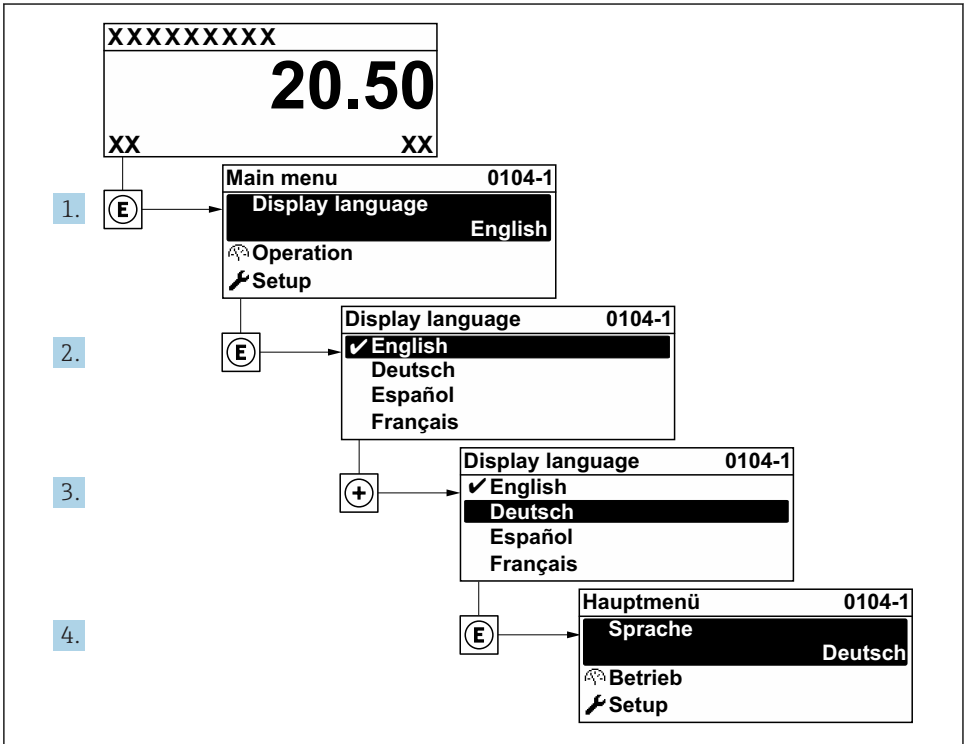 XXXXXXXXX
20.50
XX XX
1.
E
Main menu 0104-1
Display language
English
Operation
Setup
2.
E
Display language 0104-1
✔English
Deutsch
Español
Français
3.
+
Display language 0104-1
✔English
Deutsch
Español
Français
4.
E
Hauptmenü 0104-1
Sprache
Deutsch
Betrieb
Setup